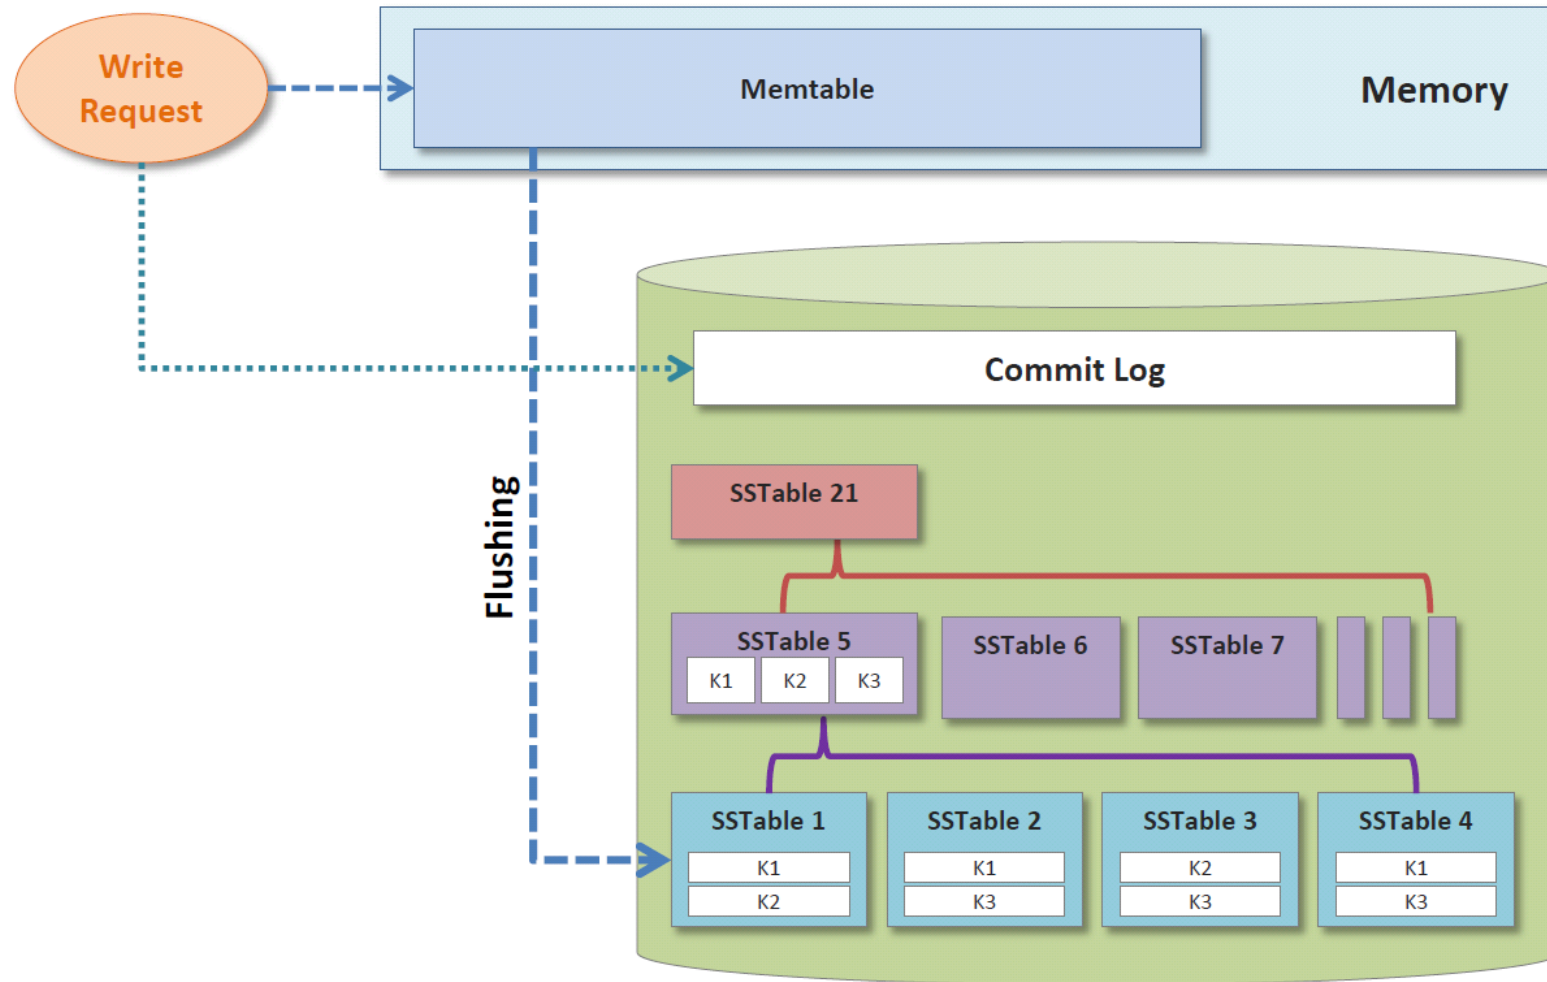 Write
Request
Memtable
Memory
Commit Log
Flushing
SSTable 21
SSTable 5
K1 K2 K3
SSTable 6
SSTable 7
SSTable 1
K1
K2
SSTable 2
K1
K3
SSTable 3
K2
K3
SSTable 4
K1
K3